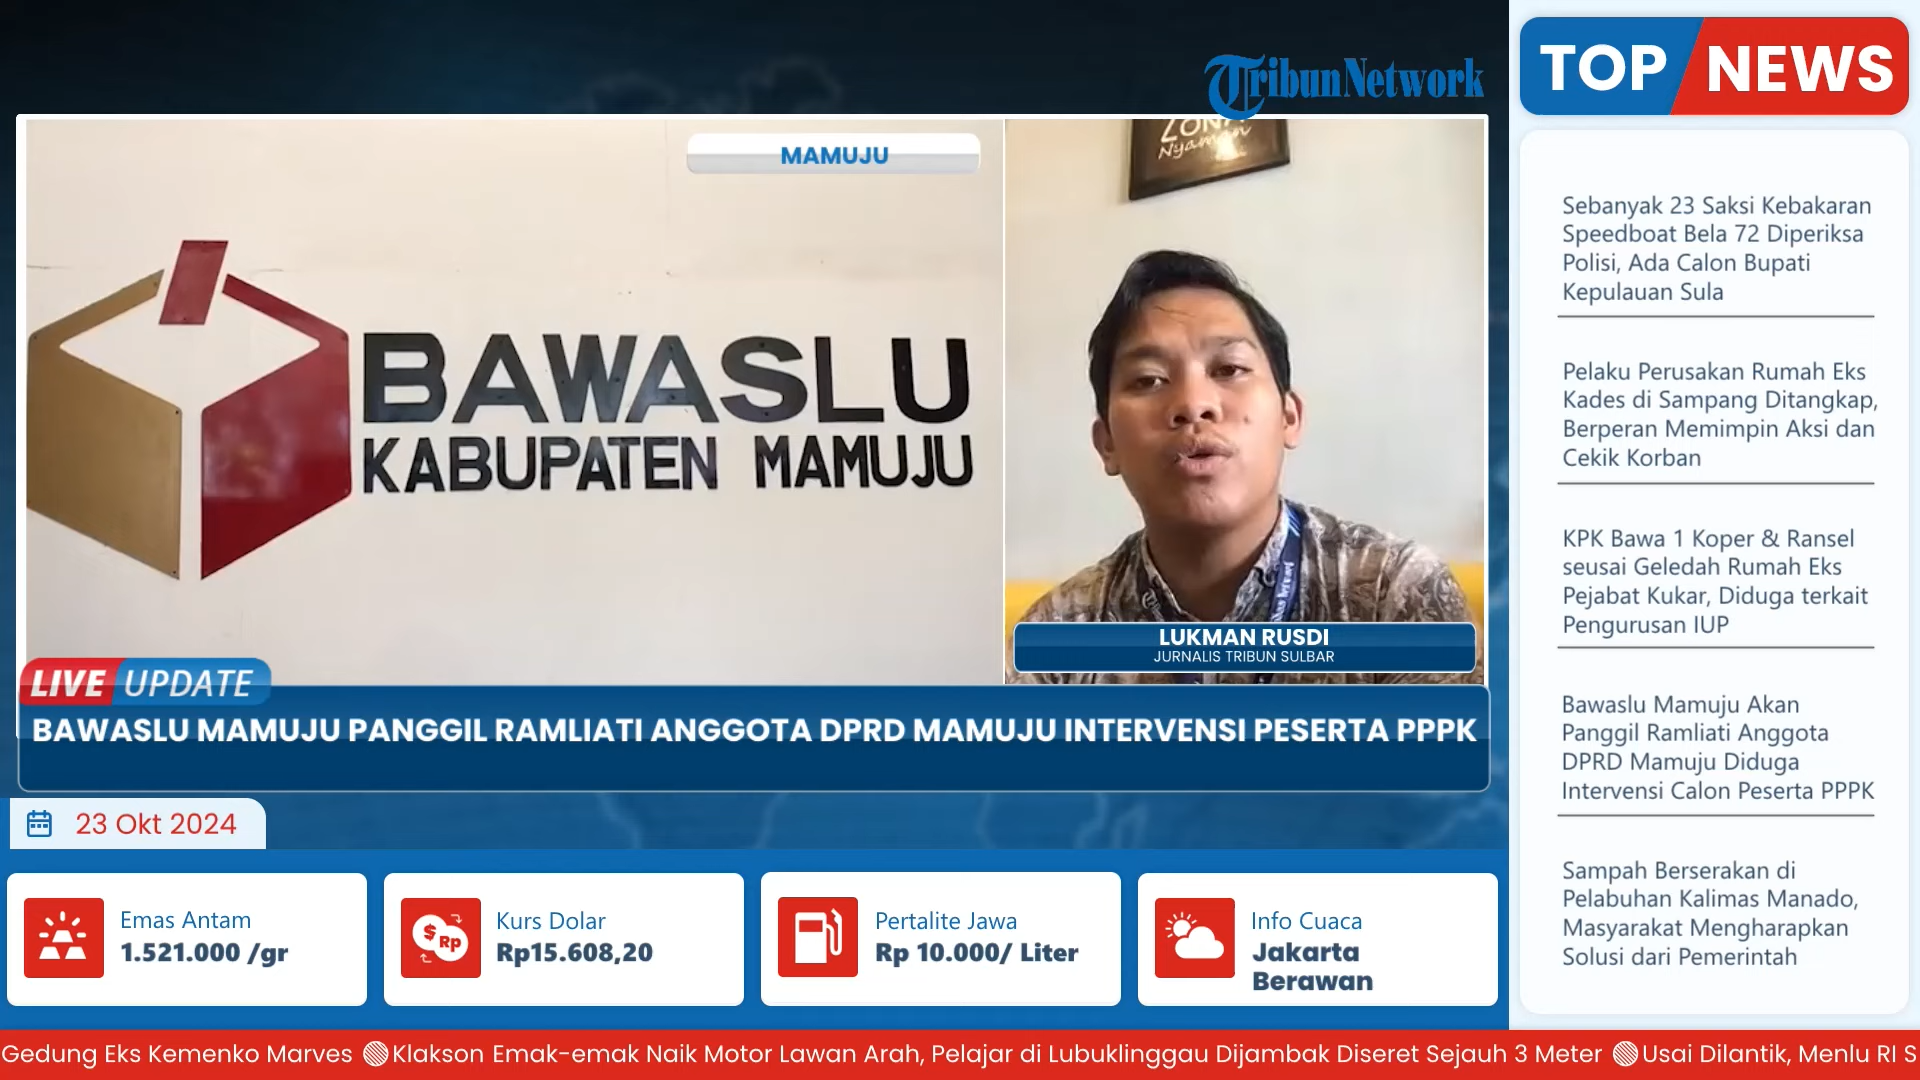 TribunNetwork
TOP NEWS
MAMUJU
ZONA
Nyaman
BAWASLU
KABUPATEN MAMUJU
LUKMAN RUSDI
JURNALIS TRIBUN SULBAR
LIVE UPDATE
BAWASLU MAMUJU PANGGIL RAMLIATI ANGGOTA DPRD MAMUJU INTERVENSI PESERTA PPPK
23 Okt 2024
Emas Antam
1.521.000 /gr
Kurs Dolar
Rp15.608,20
Pertalite Jawa
Rp 10.000/ Liter
Info Cuaca
Jakarta
Berawan
Sebanyak 23 Saksi Kebakaran
Speedboat Bela 72 Diperiksa
Polisi, Ada Calon Bupati
Kepulauan Sula
Pelaku Perusakan Rumah Eks
Kades di Sampang Ditangkap,
Berperan Memimpin Aksi dan
Cekik Korban
KPK Bawa 1 Koper & Ransel
seusai Geledah Rumah Eks
Pejabat Kukar, Diduga terkait
Pengurusan IUP
Bawaslu Mamuju Akan
Panggil Ramliati Anggota
DPRD Mamuju Diduga
Intervensi Calon Peserta PPPK
Sampah Berserakan di
Pelabuhan Kalimas Manado,
Masyarakat Mengharapkan
Solusi dari Pemerintah
Gedung Eks Kemenko Marves Klakson Emak-emak Naik Motor Lawan Arah, Pelajar di Lubuklinggau Dijambak Diseret Sejauh 3 Meter Usai Dilantik, Menlu RI S